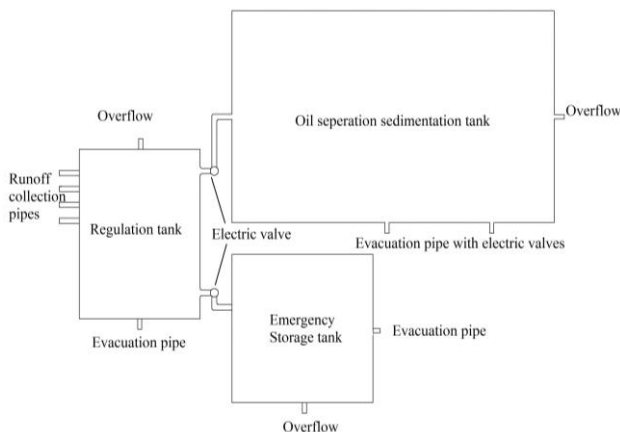 Overflow
Oil seperation sedimentation tank
Overflow
Runoff
collection
pipes
Regulation tank
Electric valve
Evacuation pipe with electric valves
Emergency
Storage tank
Evacuation pipe
Evacuation pipe
Overflow